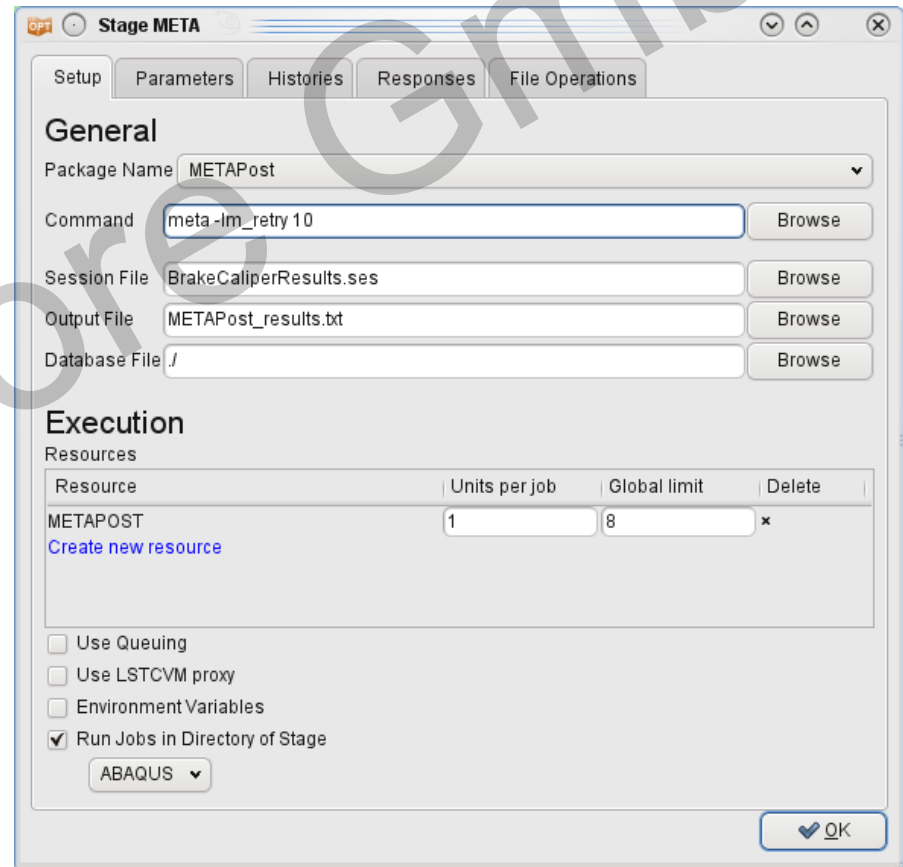 OPT Stage META
Setup Parameters Histories Responses File Operations
General
Package Name METAPost
Command meta -lm_retry 10 Browse
Session File BrakeCaliperResults.ses Browse
Output File METAPost_results.txt Browse
Database File ./ Browse
Execution
Resources
Resource Units per job Global limit Delete
METAPOST 1 8 ×
Create new resource
Use Queuing
Use LSTCVM proxy
Environment Variables
Run Jobs in Directory of Stage
ABAQUS
OK
ore Gmb